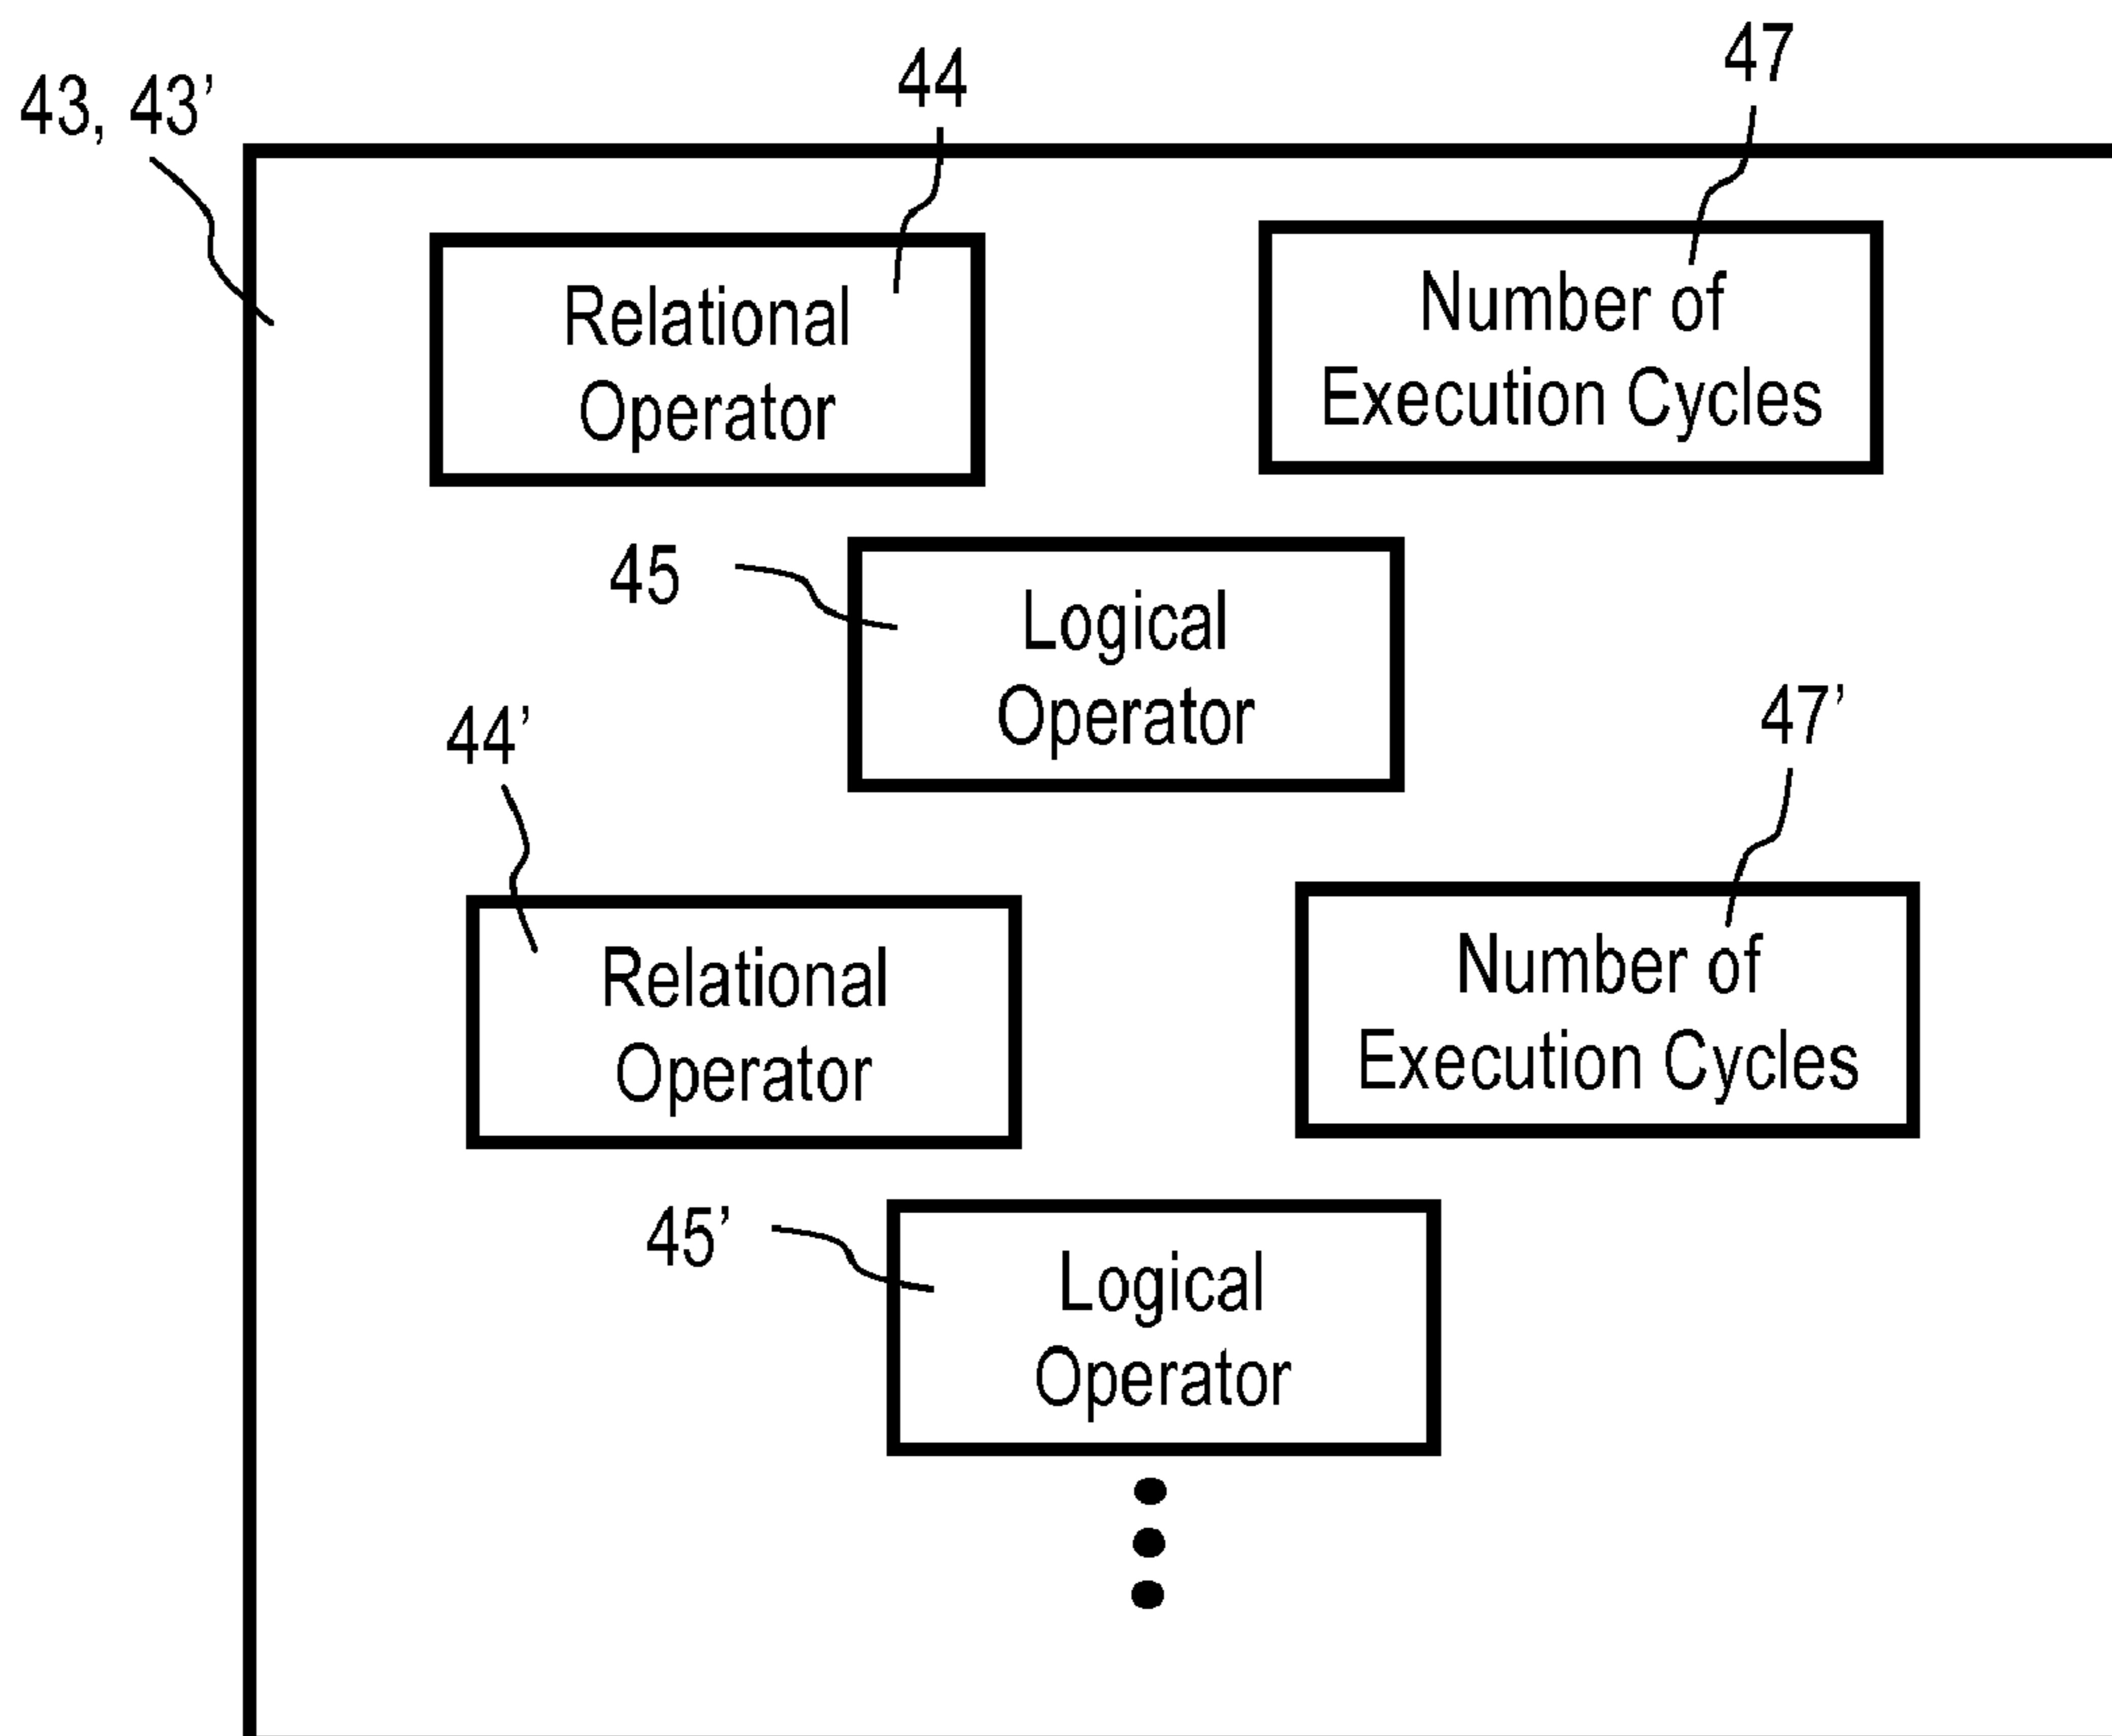 43, 43’
44
47
Relational
Operator
Number of
Execution Cycles
45
Logical
Operator
44’
47’
Relational
Operator
Number of
Execution Cycles
45’
Logical
Operator